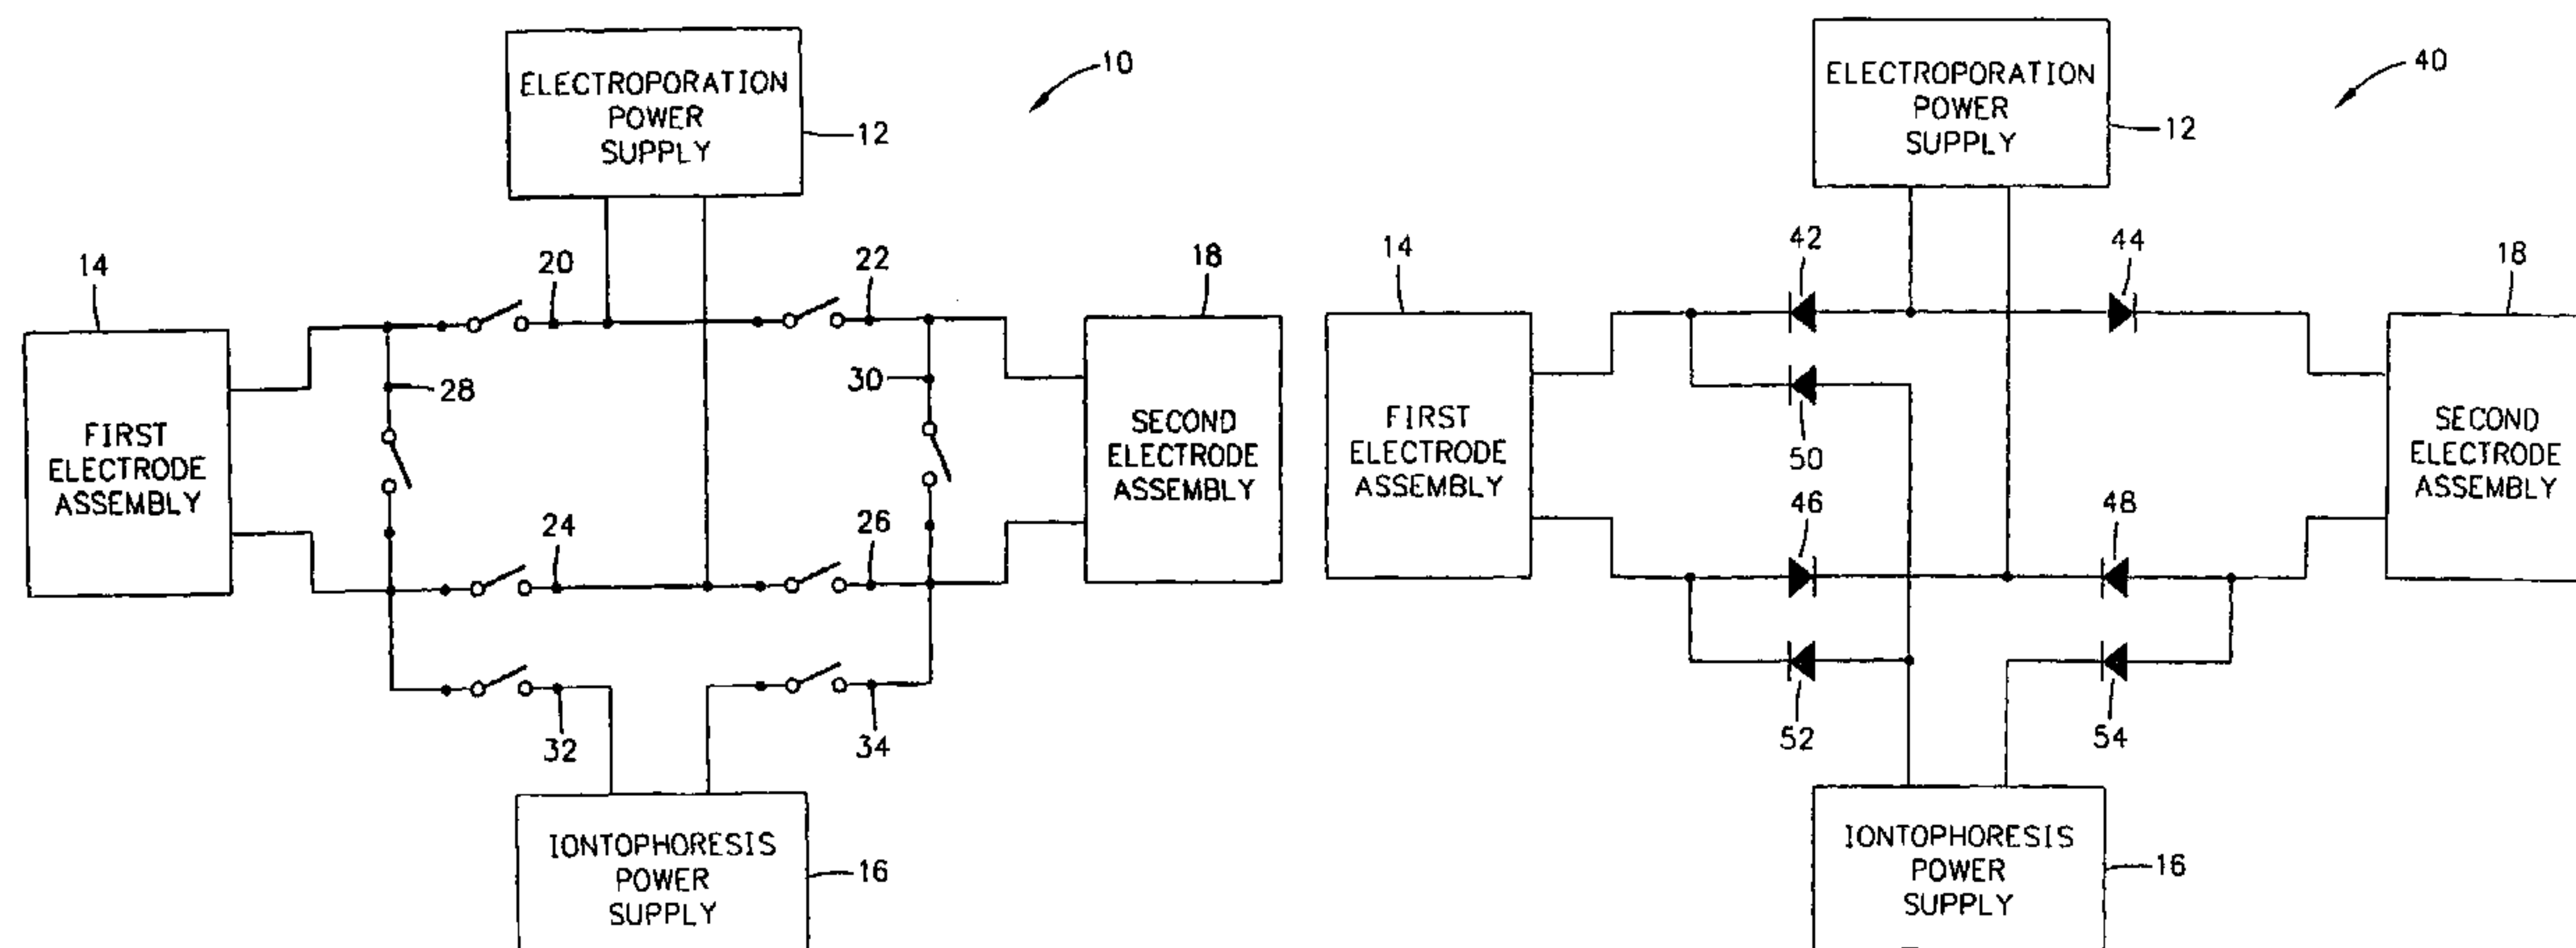 ELECTROPORATION
POWER
SUPPLY
10
12
14
20
22
18
28
30
FIRST
ELECTRODE
ASSEMBLY
SECOND
ELECTRODE
ASSEMBLY
24
26
32
34
IONTOPHORESIS
POWER
SUPPLY
16
ELECTROPORATION
POWER
SUPPLY
40
12
14
42
44
18
50
FIRST
ELECTRODE
ASSEMBLY
SECOND
ELECTRODE
ASSEMBLY
46
48
52
54
IONTOPHORESIS
POWER
SUPPLY
16